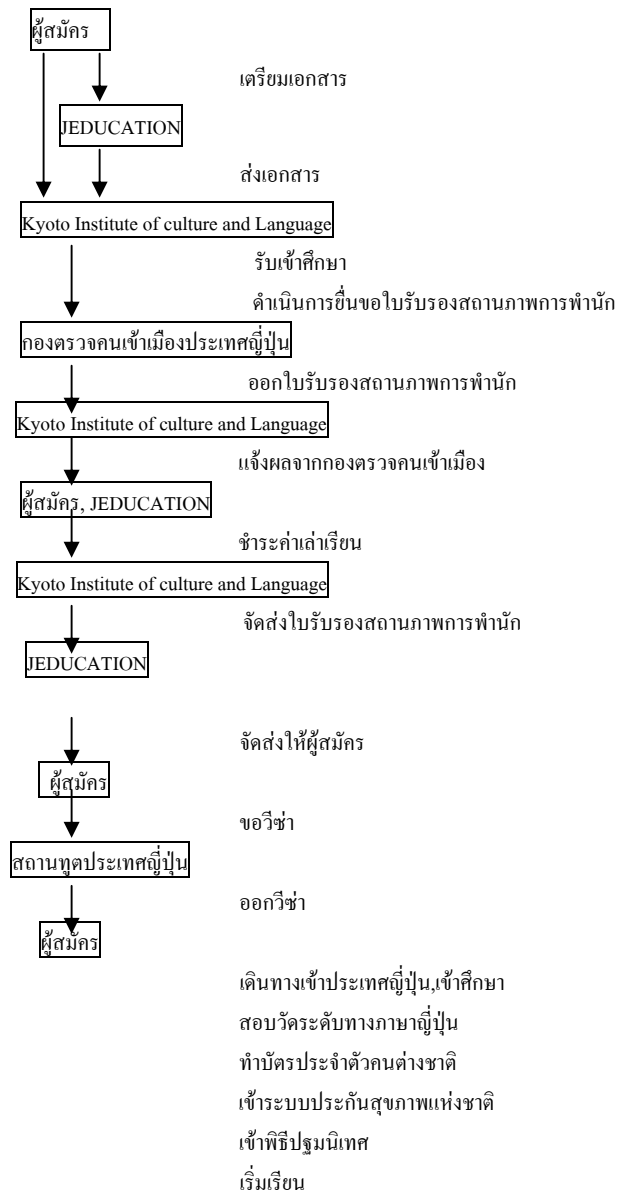 ผู้สมัคร
เตรียมเอกสาร
JEDUCATION
ส่งเอกสาร
Kyoto Institute of culture and Language
รับเข้าศึกษา
ดำเนินการยื่นขอใบรับรองสถานภาพการพำนัก
กองตรวจคนเข้าเมืองประเทศญี่ปุ่น
ออกใบรับรองสถานภาพการพำนัก
Kyoto Institute of culture and Language
แจ้งผลจากกองตรวจคนเข้าเมือง
ผู้สมัคร, JEDUCATION
ชำระค่าเล่าเรียน
Kyoto Institute of culture and Language
จัดส่งใบรับรองสถานภาพการพำนัก
JEDUCATION
จัดส่งให้ผู้สมัคร
ผู้สมัคร
ขอวีซ่า
สถานทูตประเทศญี่ปุ่น
ออกวีซ่า
ผู้สมัคร
เดินทางเข้าประเทศญี่ปุ่น,เข้าศึกษา
สอบวัดระดับทางภาษาญี่ปุ่น
ทำบัตรประจำตัวคนต่างชาติ
เข้าระบบประกันสุขภาพแห่งชาติ
เข้าพิธีปฐมนิเทศ
เริ่มเรียน